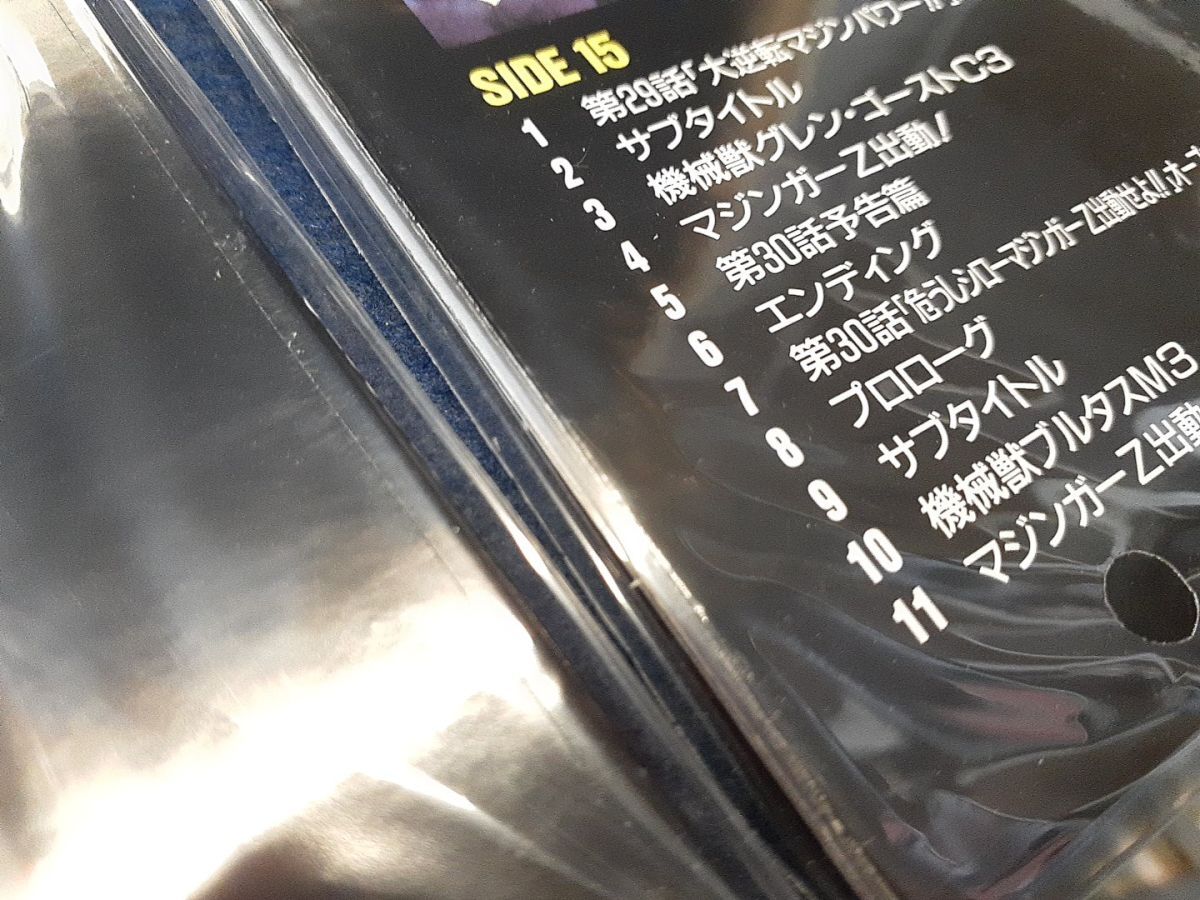 SIDE 15
1 第29話「大逆転マジンパワー!!」
2 サブタイトル
3 機械獣グレン・ゴーストC3
4 マジンガーZ出動!
5 第30話予告篇
6 エンディング
7 第30話「危うしシローマジンガーZ出動せよ!!」オー
8 プロローグ
9 サブタイトル
10 機械獣ブルタスM3
11 マジンガーZ出動